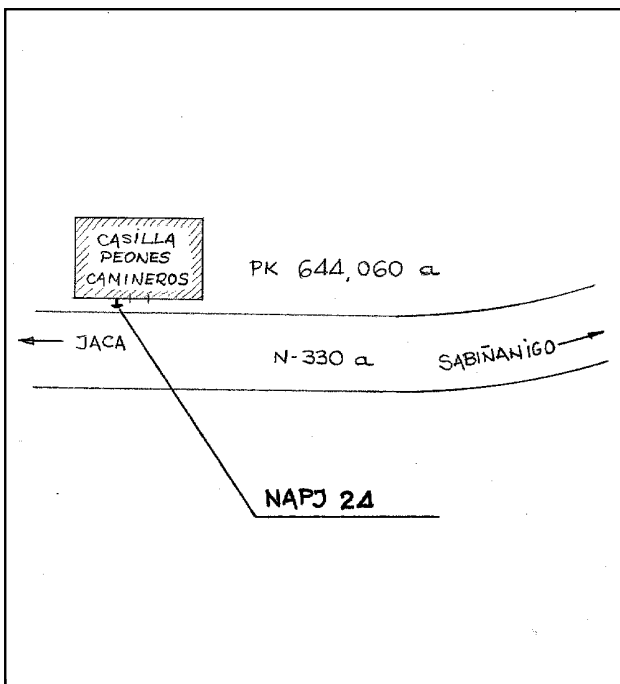 CASILLA
PEONES
CAMINEROS
PK 644,060 a
← JACA
N-330 a
SABIÑANIGO →
NAPJ 24